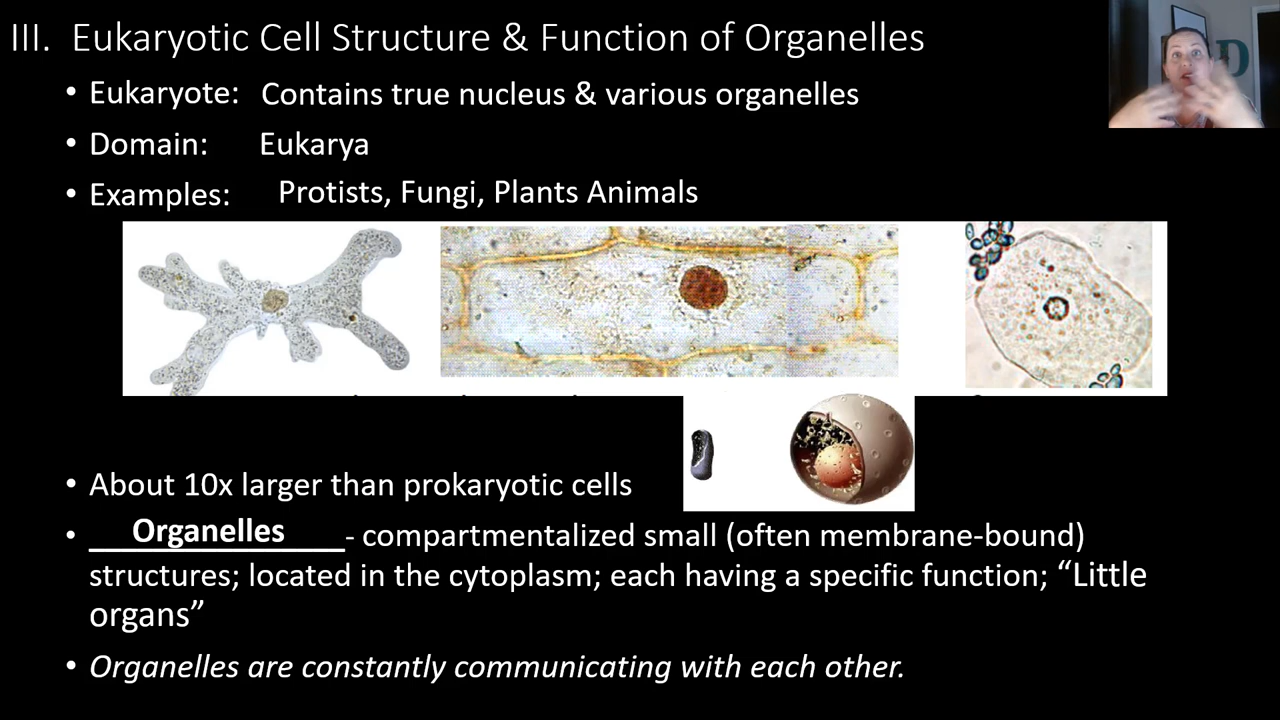 III. Eukaryotic Cell Structure & Function of Organelles
• Eukaryote: Contains true nucleus & various organelles
• Domain: Eukarya
• Examples: Protists, Fungi, Plants Animals
D
• About 10x larger than prokaryotic cells
• Organelles - compartmentalized small (often membrane-bound)
structures; located in the cytoplasm; each having a specific function; “Little
organs”
• Organelles are constantly communicating with each other.